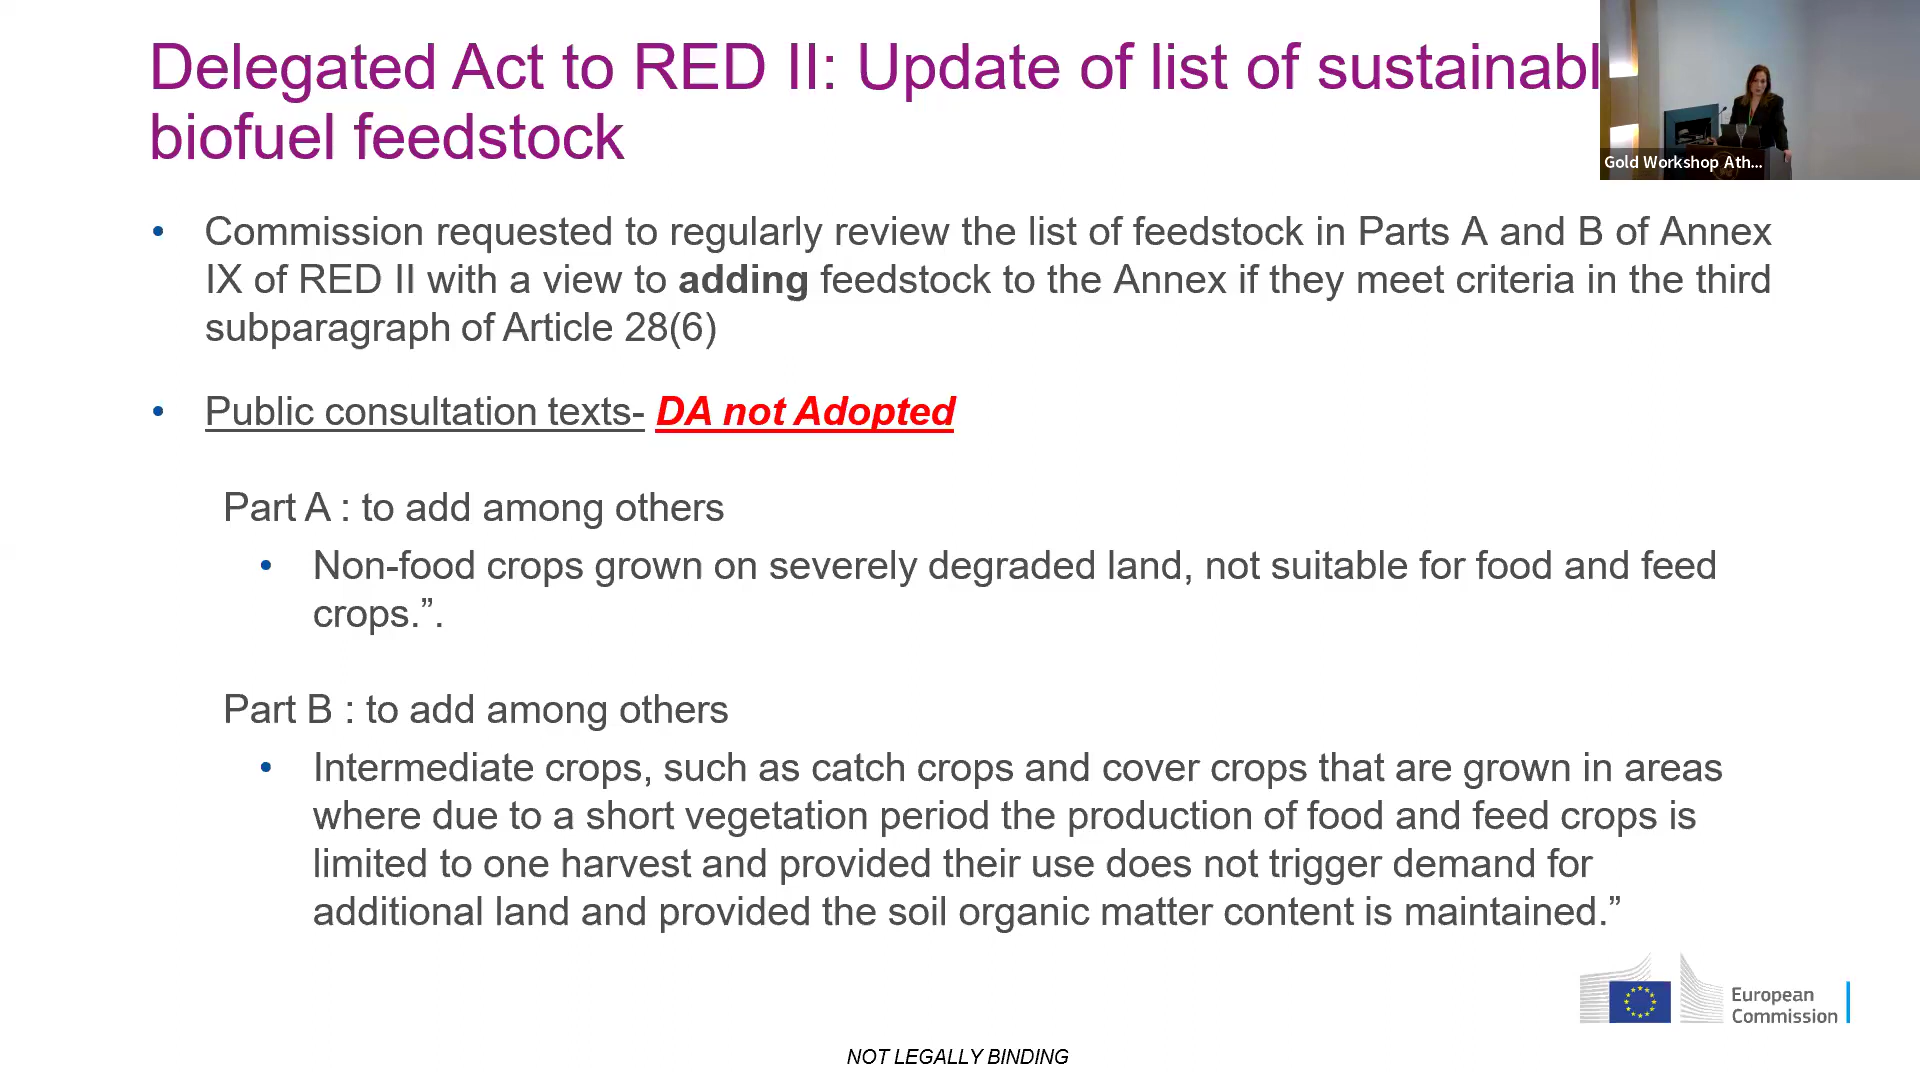 Delegated Act to RED II: Update of list of sustainabl
biofuel feedstock
Gold Workshop Ath...
• Commission requested to regularly review the list of feedstock in Parts A and B of Annex
IX of RED II with a view to adding feedstock to the Annex if they meet criteria in the third
subparagraph of Article 28(6)
• Public consultation texts- DA not Adopted
Part A : to add among others
• Non-food crops grown on severely degraded land, not suitable for food and feed
crops.”.
Part B : to add among others
• Intermediate crops, such as catch crops and cover crops that are grown in areas
where due to a short vegetation period the production of food and feed crops is
limited to one harvest and provided their use does not trigger demand for
additional land and provided the soil organic matter content is maintained.”
European
Commission
NOT LEGALLY BINDING